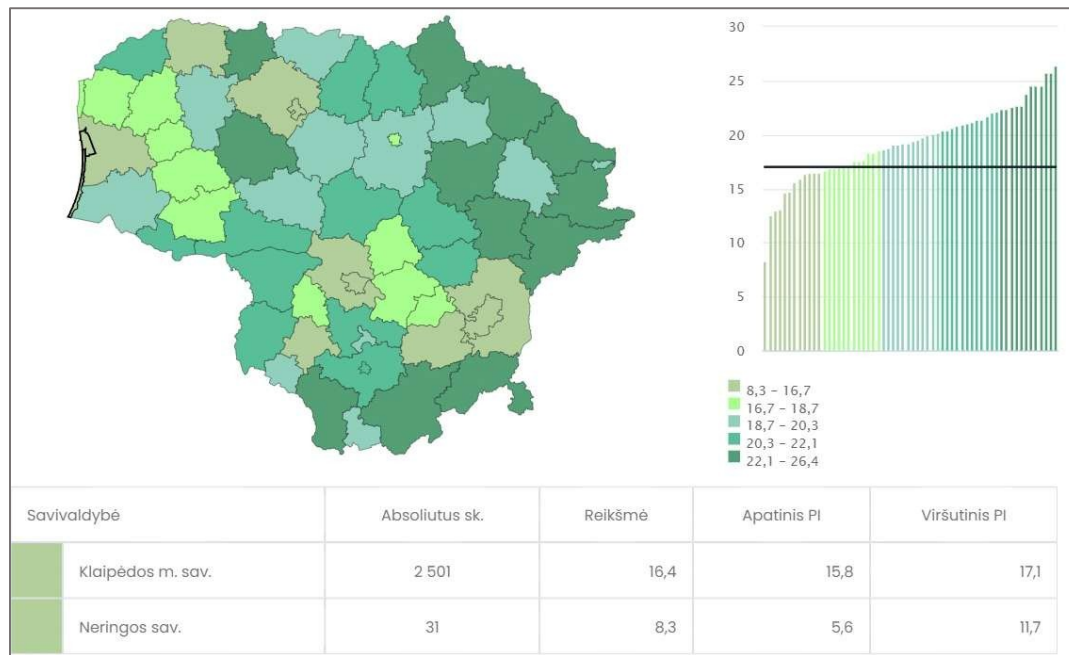 30
25
20
15
10
5
0
8,3 – 16,7
16,7 – 18,7
18,7 – 20,3
20,3 – 22,1
22,1 – 26,4
Savivaldybė Absoliutus sk. Reikšmė Apatinis PI Viršutinis PI
Klaipėdos m. sav. 2 501 16,4 15,8 17,1
Neringos sav. 31 8,3 5,6 11,7